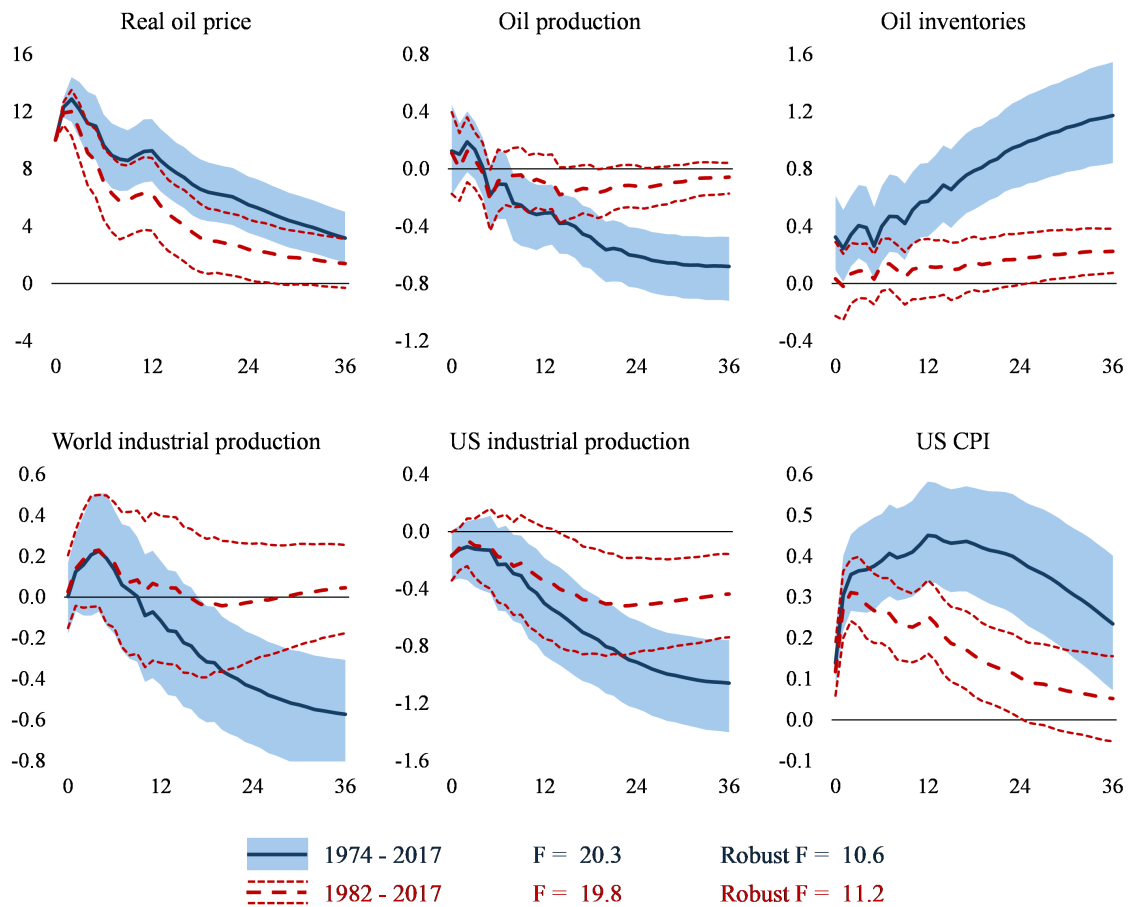 Real oil price
16
12
8
4
0
-4
0 12 24 36
Oil production
0.8
0.4
0.0
-0.4
-0.8
-1.2
0 12 24 36
Oil inventories
1.6
1.2
0.8
0.4
0.0
-0.4
0 12 24 36
World industrial production
0.6
0.4
0.2
0.0
-0.2
-0.4
-0.6
-0.8
0 12 24 36
US industrial production
0.4
0.0
-0.4
-0.8
-1.2
-1.6
0 12 24 36
US CPI
0.6
0.5
0.4
0.3
0.2
0.1
0.0
-0.1
0 12 24 36
1974 - 2017 F = 20.3 Robust F = 10.6
1982 - 2017 F = 19.8 Robust F = 11.2